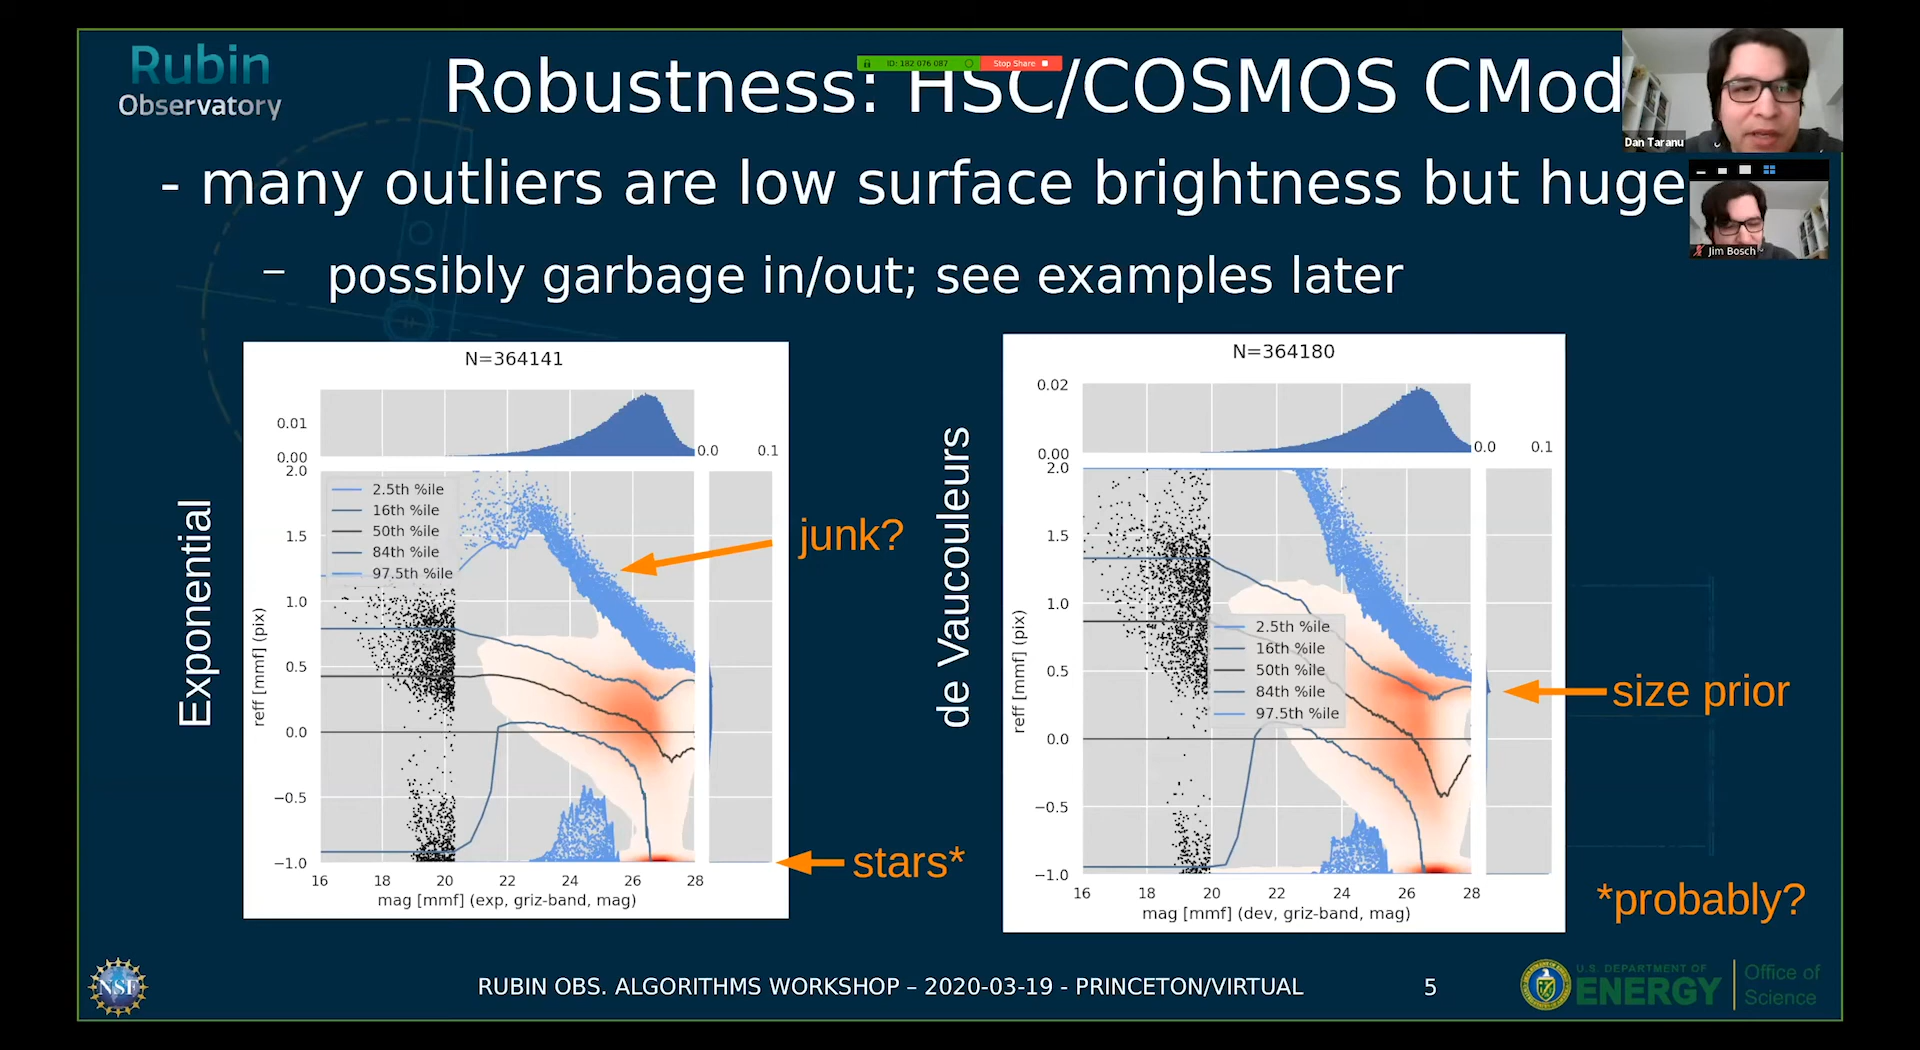 Rubin
Observatory
Robustness: HSC/COSMOS CMod
ID: 182 076 087
Stop Share
Dan Taranu
Jim Bosch
- many outliers are low surface brightness but huge
– possibly garbage in/out; see examples later
Exponential
N=364141
0.01
0.00
0.0 0.1
2.0
1.5
1.0
0.5
0.0
−0.5
−1.0
reff [mmf] (pix)
2.5th %ile
16th %ile
50th %ile
84th %ile
97.5th %ile
16 18 20 22 24 26 28
mag [mmf] (exp, griz-band, mag)
junk?
stars*
de Vaucouleurs
N=364180
0.02
0.00
0.0 0.1
2.0
1.5
1.0
0.5
0.0
−0.5
−1.0
reff [mmf] (pix)
2.5th %ile
16th %ile
50th %ile
84th %ile
97.5th %ile
16 18 20 22 24 26 28
mag [mmf] (dev, griz-band, mag)
size prior
*probably?
NSF
RUBIN OBS. ALGORITHMS WORKSHOP – 2020-03-19 - PRINCETON/VIRTUAL
5
U.S. DEPARTMENT OF
ENERGY
Office of
Science